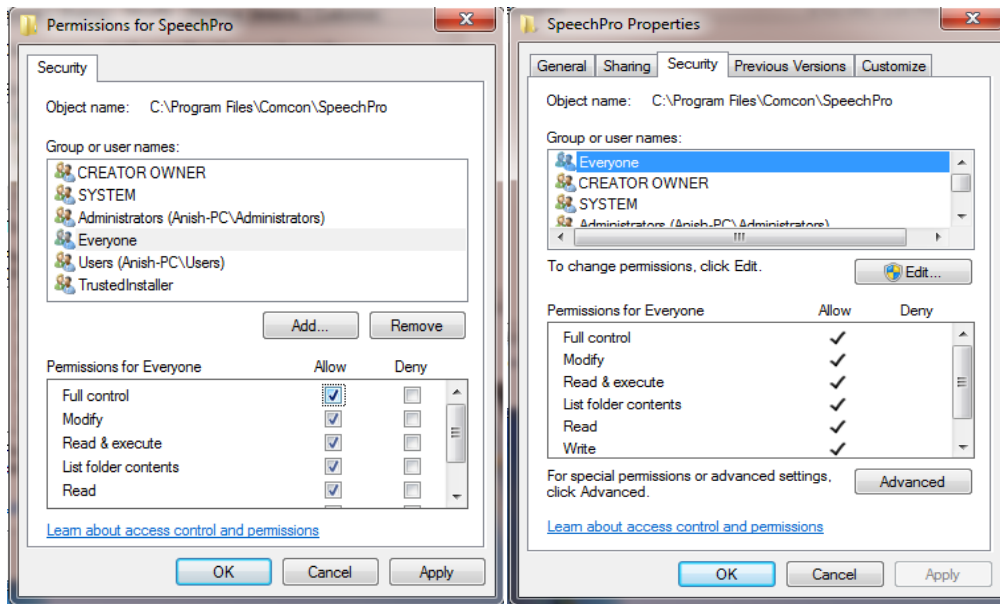 Permissions for SpeechPro
Security
Object name: C:\Program Files\Comcon\SpeechPro
Group or user names:
CREATOR OWNER
SYSTEM
Administrators (Anish-PC\Administrators)
Everyone
Users (Anish-PC\Users)
TrustedInstaller
Add... Remove
Permissions for Everyone Allow Deny
Full control
Modify
Read & execute
List folder contents
Read
Learn about access control and permissions
OK Cancel Apply
SpeechPro Properties
General Sharing Security Previous Versions Customize
Object name: C:\Program Files\Comcon\SpeechPro
Group or user names:
Everyone
CREATOR OWNER
SYSTEM
Administrators (Anish-PC\Administrators)
To change permissions, click Edit.
Edit...
Permissions for Everyone Allow Deny
Full control
Modify
Read & execute
List folder contents
Read
Write
For special permissions or advanced settings,
click Advanced.
Advanced
Learn about access control and permissions
OK Cancel Apply